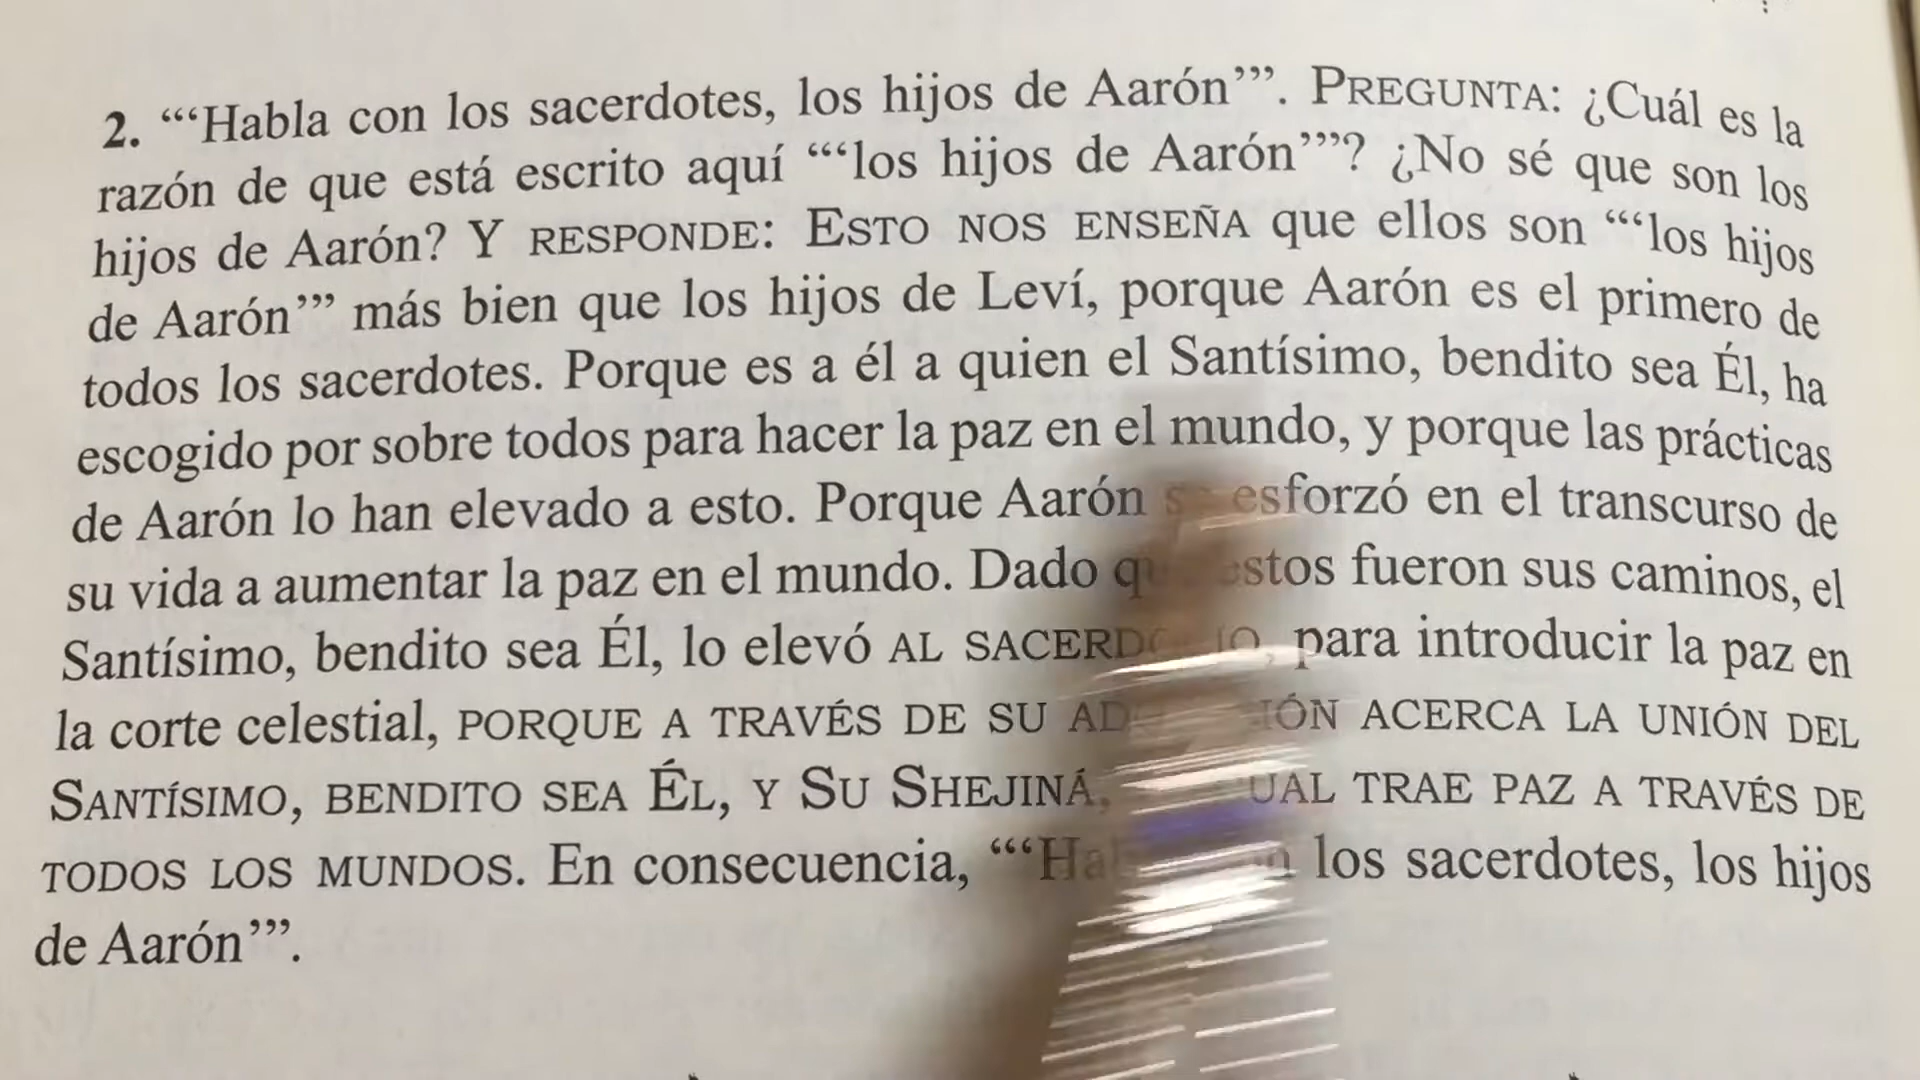 2. “‘“Habla con los sacerdotes, los hijos de Aarón”’”. PREGUNTA: ¿Cuál es la
razón de que está escrito aquí “‘“los hijos de Aarón”’”? ¿No sé que son los
hijos de Aarón? Y RESPONDE: ESTO NOS ENSEÑA que ellos son “‘“los hijos
de Aarón”’” más bien que los hijos de Leví, porque Aarón es el primero de
todos los sacerdotes. Porque es a él a quien el Santísimo, bendito sea Él, ha
escogido por sobre todos para hacer la paz en el mundo, y porque las prácticas
de Aarón lo han elevado a esto. Porque Aarón esforzó en el transcurso de
su vida a aumentar la paz en el mundo. Dado fueron sus caminos, el
Santísimo, bendito sea Él, lo elevó AL para introducir la paz en
la corte celestial, PORQUE A TRAVÉS DE SU ACERCA LA UNIÓN DEL
SANTÍSIMO, BENDITO SEA ÉL, Y SU SHEJINÁ, TRAE PAZ A TRAVÉS DE
TODOS LOS MUNDOS. En consecuencia, los sacerdotes, los hijos
de Aarón”’”.